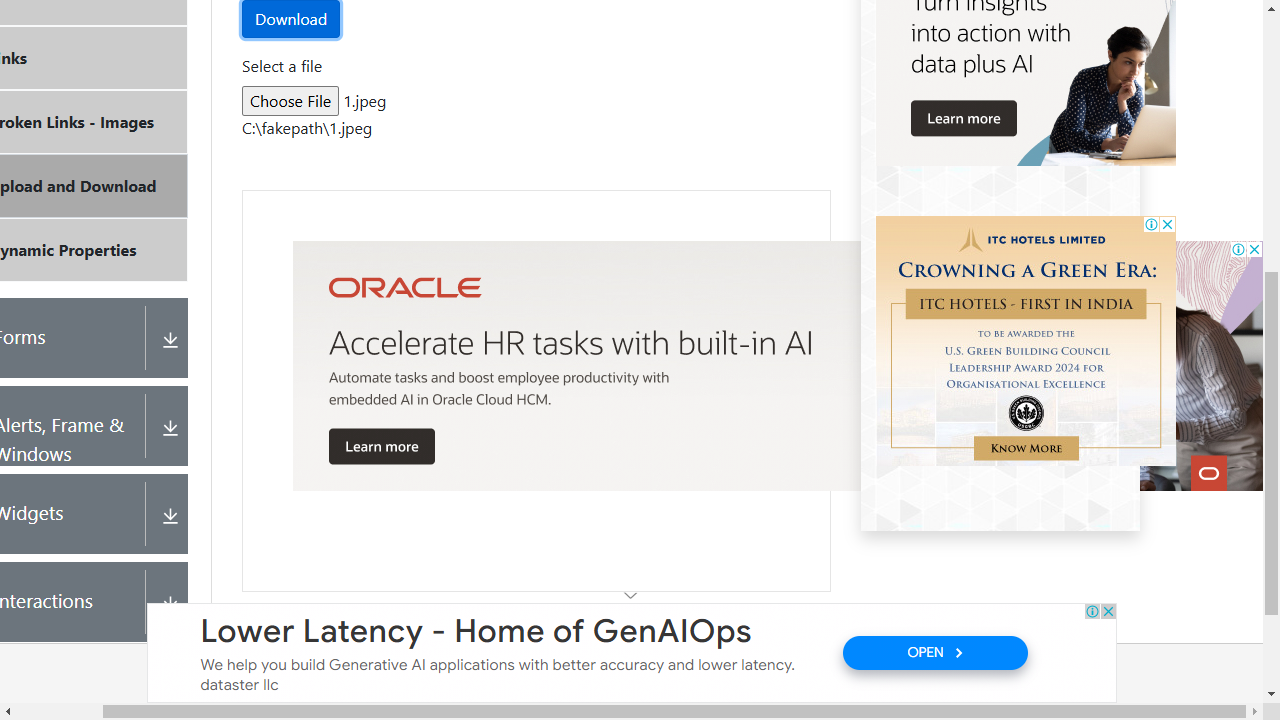 Download
Select a file
Choose File 1.jpeg
C:\fakepath\1.jpeg
nks
roken Links - Images
pload and Download
ynamic Properties
Forms
Alerts, Frame &
Windows
Widgets
nteractions
ORACLE
Accelerate HR tasks with built-in AI
Automate tasks and boost employee productivity with
embedded AI in Oracle Cloud HCM.
Learn more
Turn insights
into action with
data plus AI
Learn more
ITC HOTELS LIMITED
CROWNING A GREEN ERA:
ITC HOTELS - FIRST IN INDIA
TO BE AWARDED THE
U.S. GREEN BUILDING COUNCIL
LEADERSHIP AWARD 2024 FOR
ORGANISATIONAL EXCELLENCE
KNOW MORE
Lower Latency - Home of GenAIOps
We help you build Generative AI applications with better accuracy and lower latency.
dataster llc
OPEN